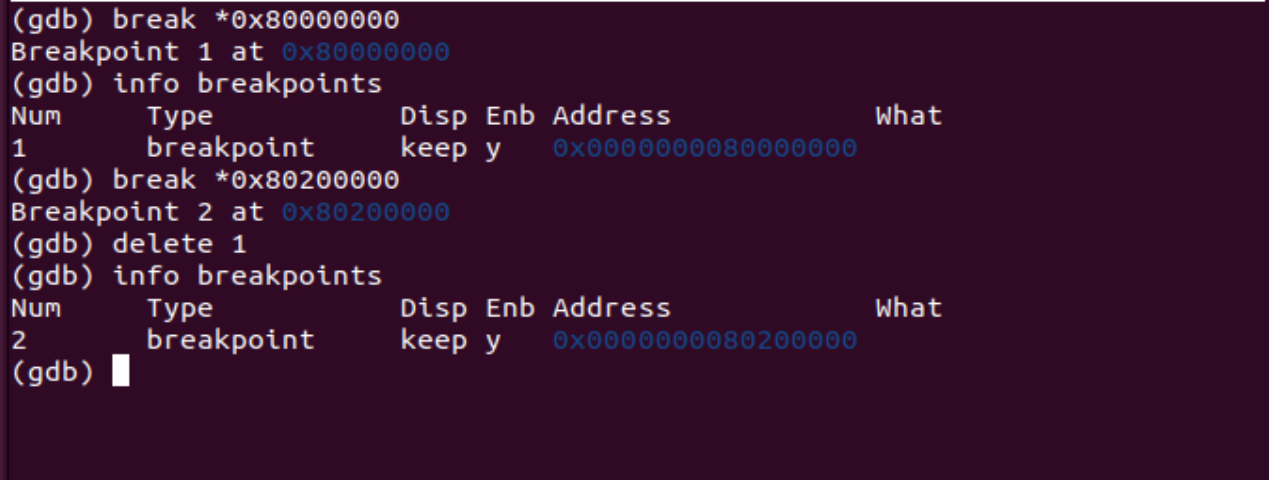 (gdb) break *0x80000000
Breakpoint 1 at 0x80000000
(gdb) info breakpoints
Num     Type           Disp Enb Address            What
1       breakpoint     keep y   0x0000000080000000
(gdb) break *0x80200000
Breakpoint 2 at 0x80200000
(gdb) delete 1
(gdb) info breakpoints
Num     Type           Disp Enb Address            What
2       breakpoint     keep y   0x0000000080200000
(gdb)